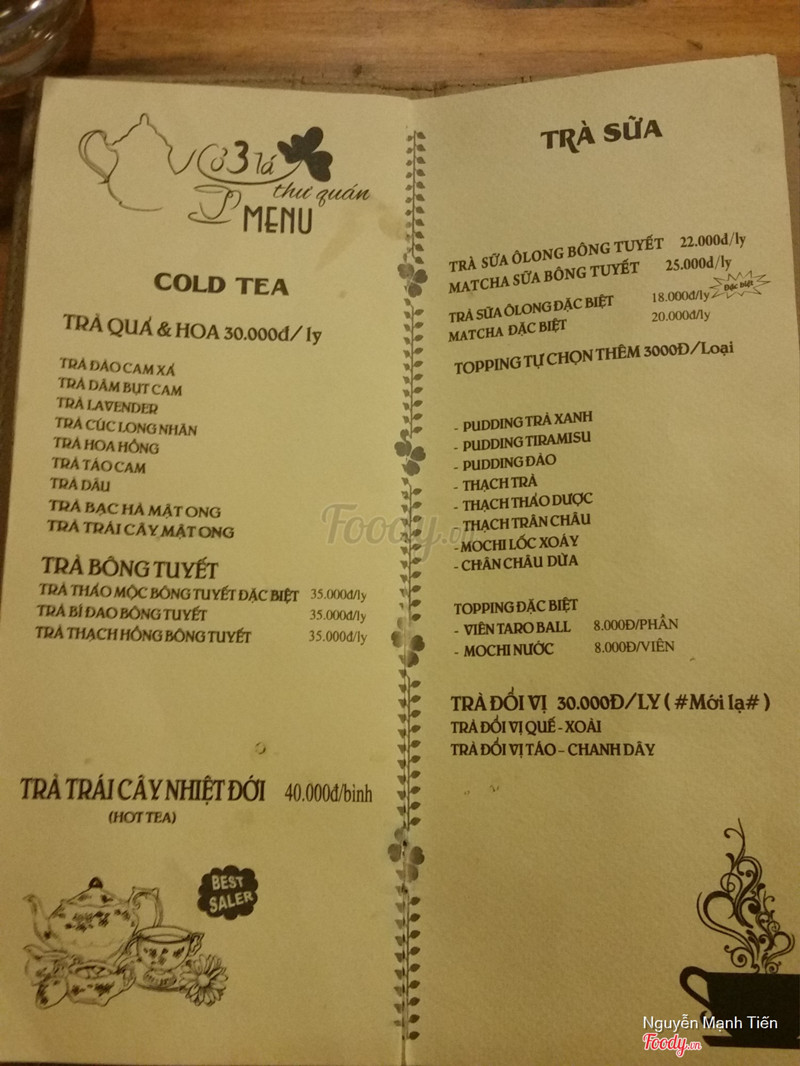 Cỏ 3 lá
thư quán
MENU
COLD TEA
TRÀ QUẢ & HOA 30.000đ/ ly
TRÀ ĐÀO CAM XẢ
TRÀ DÂM BỤT CAM
TRÀ LAVENDER
TRÀ CÚC LONG NHÃN
TRÀ HOA HỒNG
TRÀ TÁO CAM
TRÀ DÂU
TRÀ BẠC HÀ MẬT ONG
TRÀ TRÁI CÂY MẬT ONG
TRÀ BÔNG TUYẾT
TRÀ THẢO MỘC BÔNG TUYẾT ĐẶC BIỆT 35.000đ/ly
TRÀ BÍ ĐAO BÔNG TUYẾT 35.000đ/ly
TRÀ THẠCH HỒNG BÔNG TUYẾT 35.000đ/ly
TRÀ TRÁI CÂY NHIỆT ĐỚI 40.000đ/bình
(HOT TEA)
BEST
SALER
TRÀ SỮA
TRÀ SỮA ÔLONG BÔNG TUYẾT 22.000đ/ly
MATCHA SỮA BÔNG TUYẾT 25.000đ/ly
Đặc biệt
TRÀ SỮA ÔLONG ĐẶC BIỆT 18.000đ/ly
MATCHA ĐẶC BIỆT 20.000đ/ly
TOPPING TỰ CHỌN THÊM 3000Đ/Loại
- PUDDING TRÀ XANH
- PUDDING TIRAMISU
- PUDDING ĐÀO
- THẠCH TRÀ
- THẠCH THẢO DƯỢC
- THẠCH TRÂN CHÂU
- MOCHI LỐC XOÁY
- CHÂN CHÂU DỪA
TOPPING ĐẶC BIỆT
- VIÊN TARO BALL 8.000Đ/PHẦN
- MOCHI NƯỚC 8.000Đ/VIÊN
TRÀ ĐỔI VỊ 30.000Đ/LY ( #Mới lạ# )
TRÀ ĐỔI VỊ QUẾ - XOÀI
TRÀ ĐỔI VỊ TÁO - CHANH DÂY
Foody.vn
Nguyễn Mạnh Tiến
Foody.vn